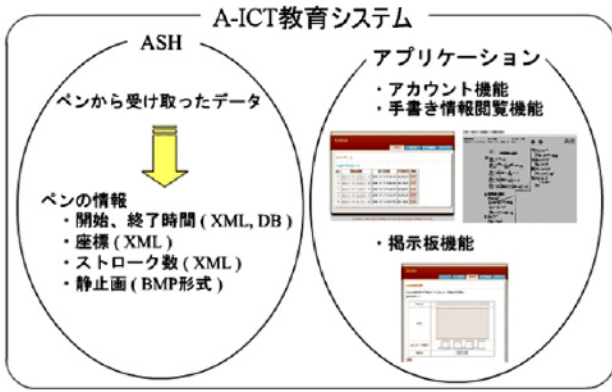 A-ICT教育システム
ASH
ペンから受け取ったデータ
ペンの情報
・開始、終了時間 ( XML, DB )
・座標 ( XML )
・ストローク数 ( XML )
・静止画 ( BMP形式 )
アプリケーション
・アカウント機能
・手書き情報閲覧機能
・掲示板機能